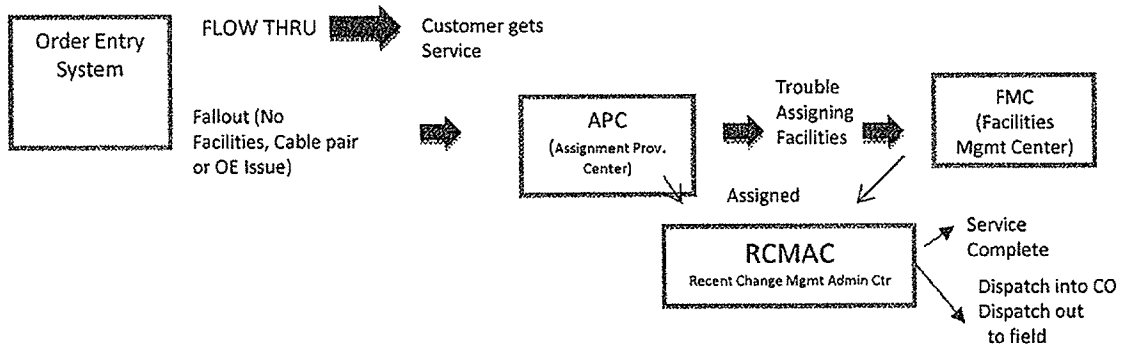 Order Entry
System
FLOW THRU
Customer gets
Service
Fallout (No
Facilities, Cable pair
or OE Issue)
APC
(Assignment Prov.
Center)
Trouble
Assigning
Facilities
FMC
(Facilities
Mgmt Center)
Assigned
RCMAC
Recent Change Mgmt Admin Ctr
Service
Complete
Dispatch into CO
Dispatch out
to field